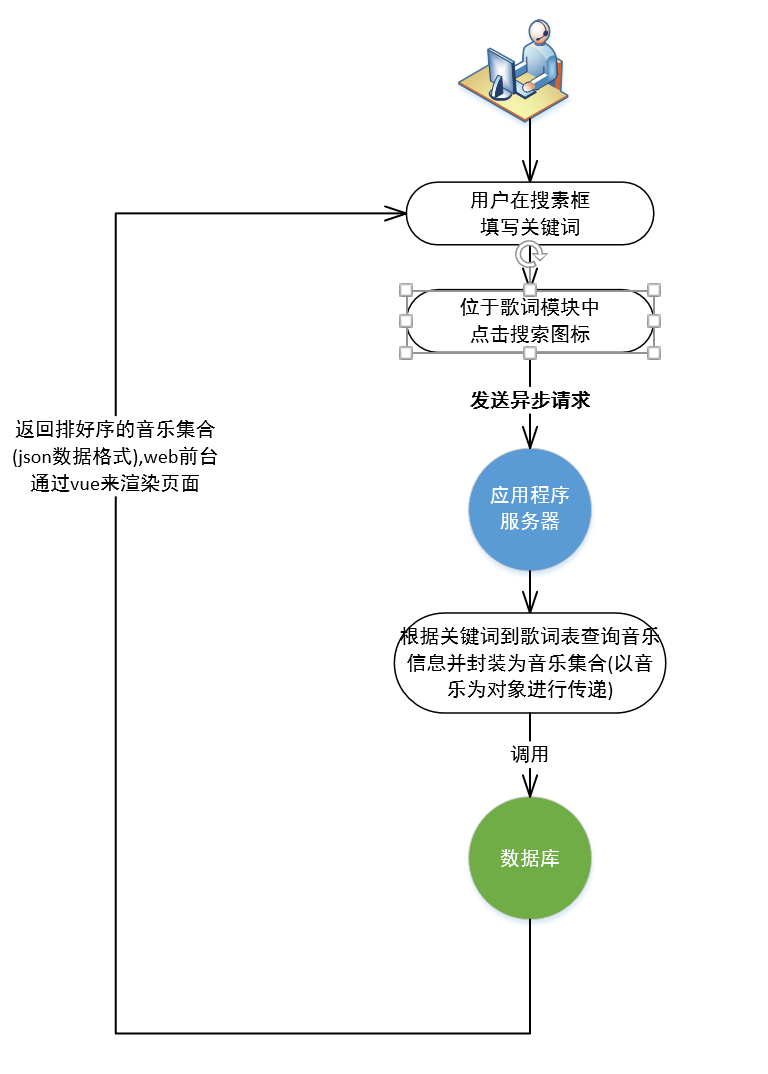 用户在搜素框
填写关键词
位于歌词模块中
点击搜索图标
发送异步请求
返回排好序的音乐集合
(json数据格式),web前台
通过vue来渲染页面
应用程序
服务器
根据关键词到歌词表查询音乐
信息并封装为音乐集合(以音
乐为对象进行传递)
调用
数据库